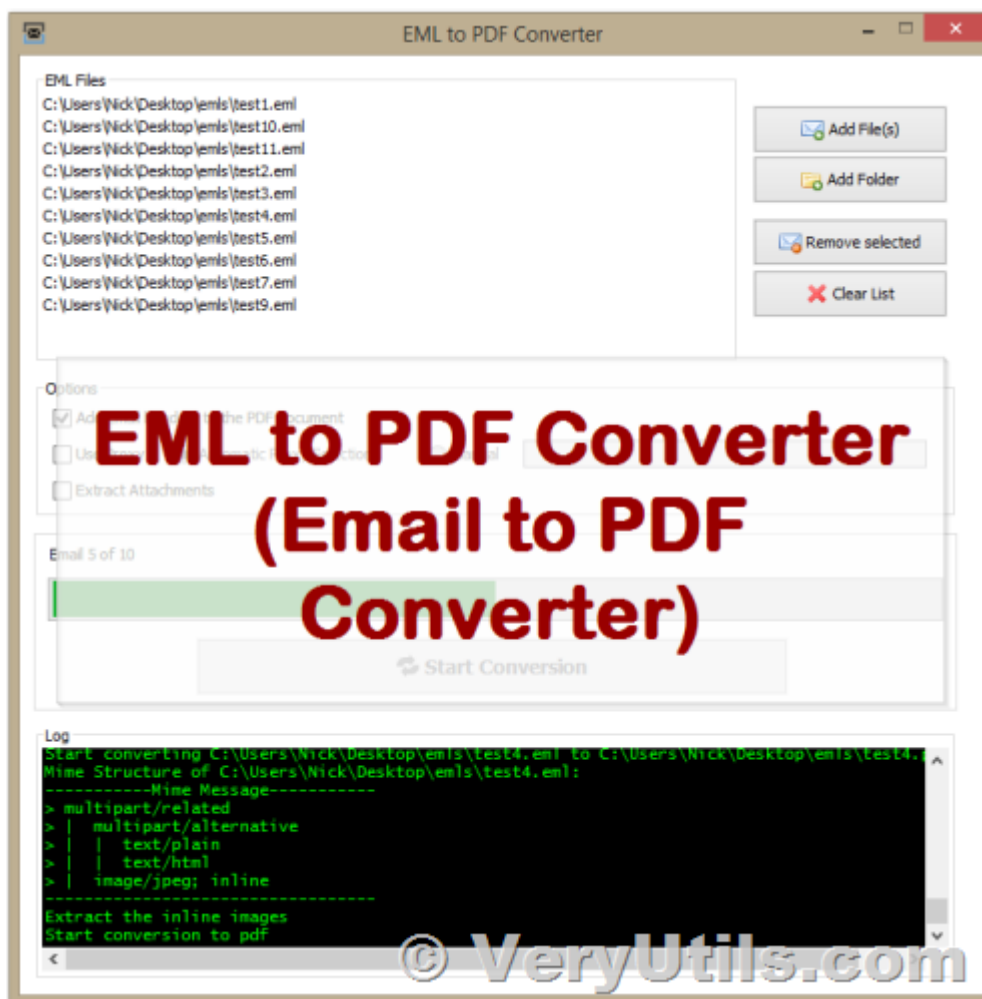 EML to PDF Converter
EML Files
C:\Users\Nick\Desktop\emls\test1.eml
C:\Users\Nick\Desktop\emls\test10.eml
C:\Users\Nick\Desktop\emls\test11.eml
C:\Users\Nick\Desktop\emls\test2.eml
C:\Users\Nick\Desktop\emls\test3.eml
C:\Users\Nick\Desktop\emls\test4.eml
C:\Users\Nick\Desktop\emls\test5.eml
C:\Users\Nick\Desktop\emls\test6.eml
C:\Users\Nick\Desktop\emls\test7.eml
C:\Users\Nick\Desktop\emls\test9.eml
Add File(s)
Add Folder
Remove selected
Clear List
Options
the PDF document
Extract Attachments
EML to PDF Converter
(Email to PDF
Converter)
Email 5 of 10
Start Conversion
Log
Start converting C:\Users\Nick\Desktop\emls\test4.eml to C:\Users\Nick\Desktop\emls\test4.
Mime Structure of C:\Users\Nick\Desktop\emls\test4.eml:
-----------Mime Message-----------
> multipart/related
> |  multipart/alternative
> |  |  text/plain
> |  |  text/html
> |  image/jpeg; inline
----------------------------------
Extract the inline images
Start conversion to pdf
© VeryUtils.com